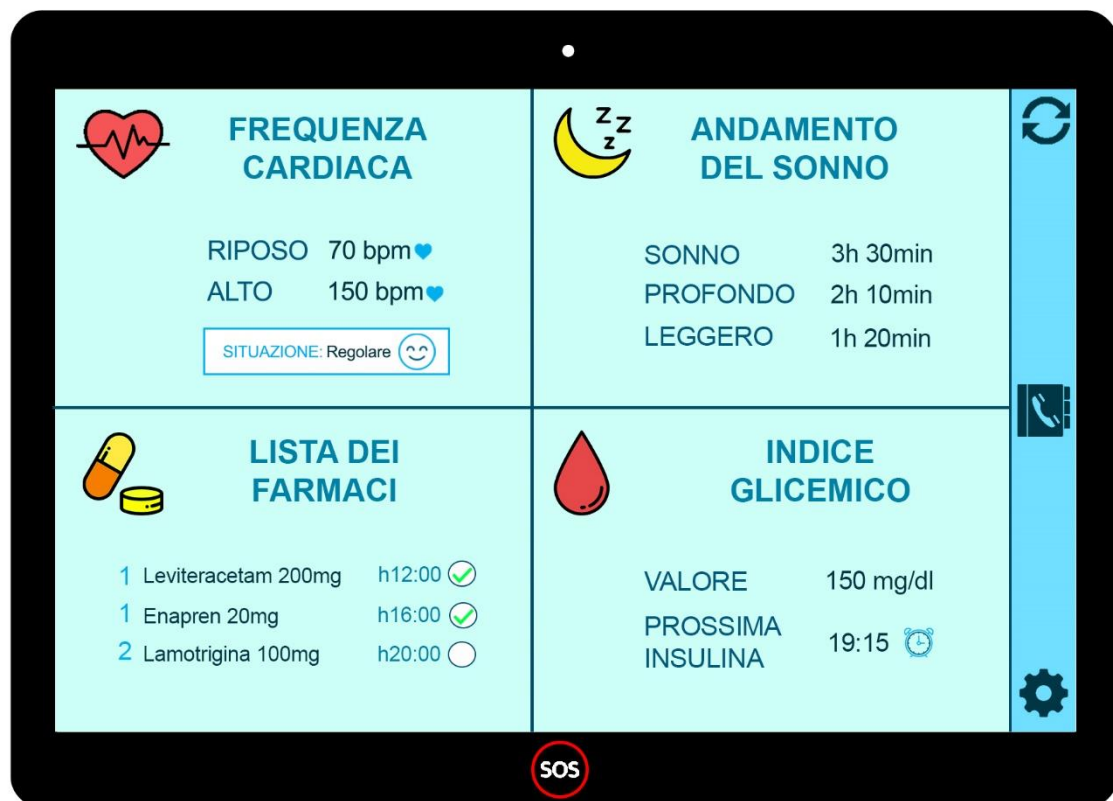 FREQUENZA
CARDIACA
RIPOSO 70 bpm
ALTO 150 bpm
SITUAZIONE: Regolare
z Z
z
ANDAMENTO
DEL SONNO
SONNO 3h 30min
PROFONDO 2h 10min
LEGGERO 1h 20min
LISTA DEI
FARMACI
1 Leviteracetam 200mg h12:00
1 Enapren 20mg h16:00
2 Lamotrigina 100mg h20:00
INDICE
GLICEMICO
VALORE 150 mg/dl
PROSSIMA
INSULINA 19:15
SOS